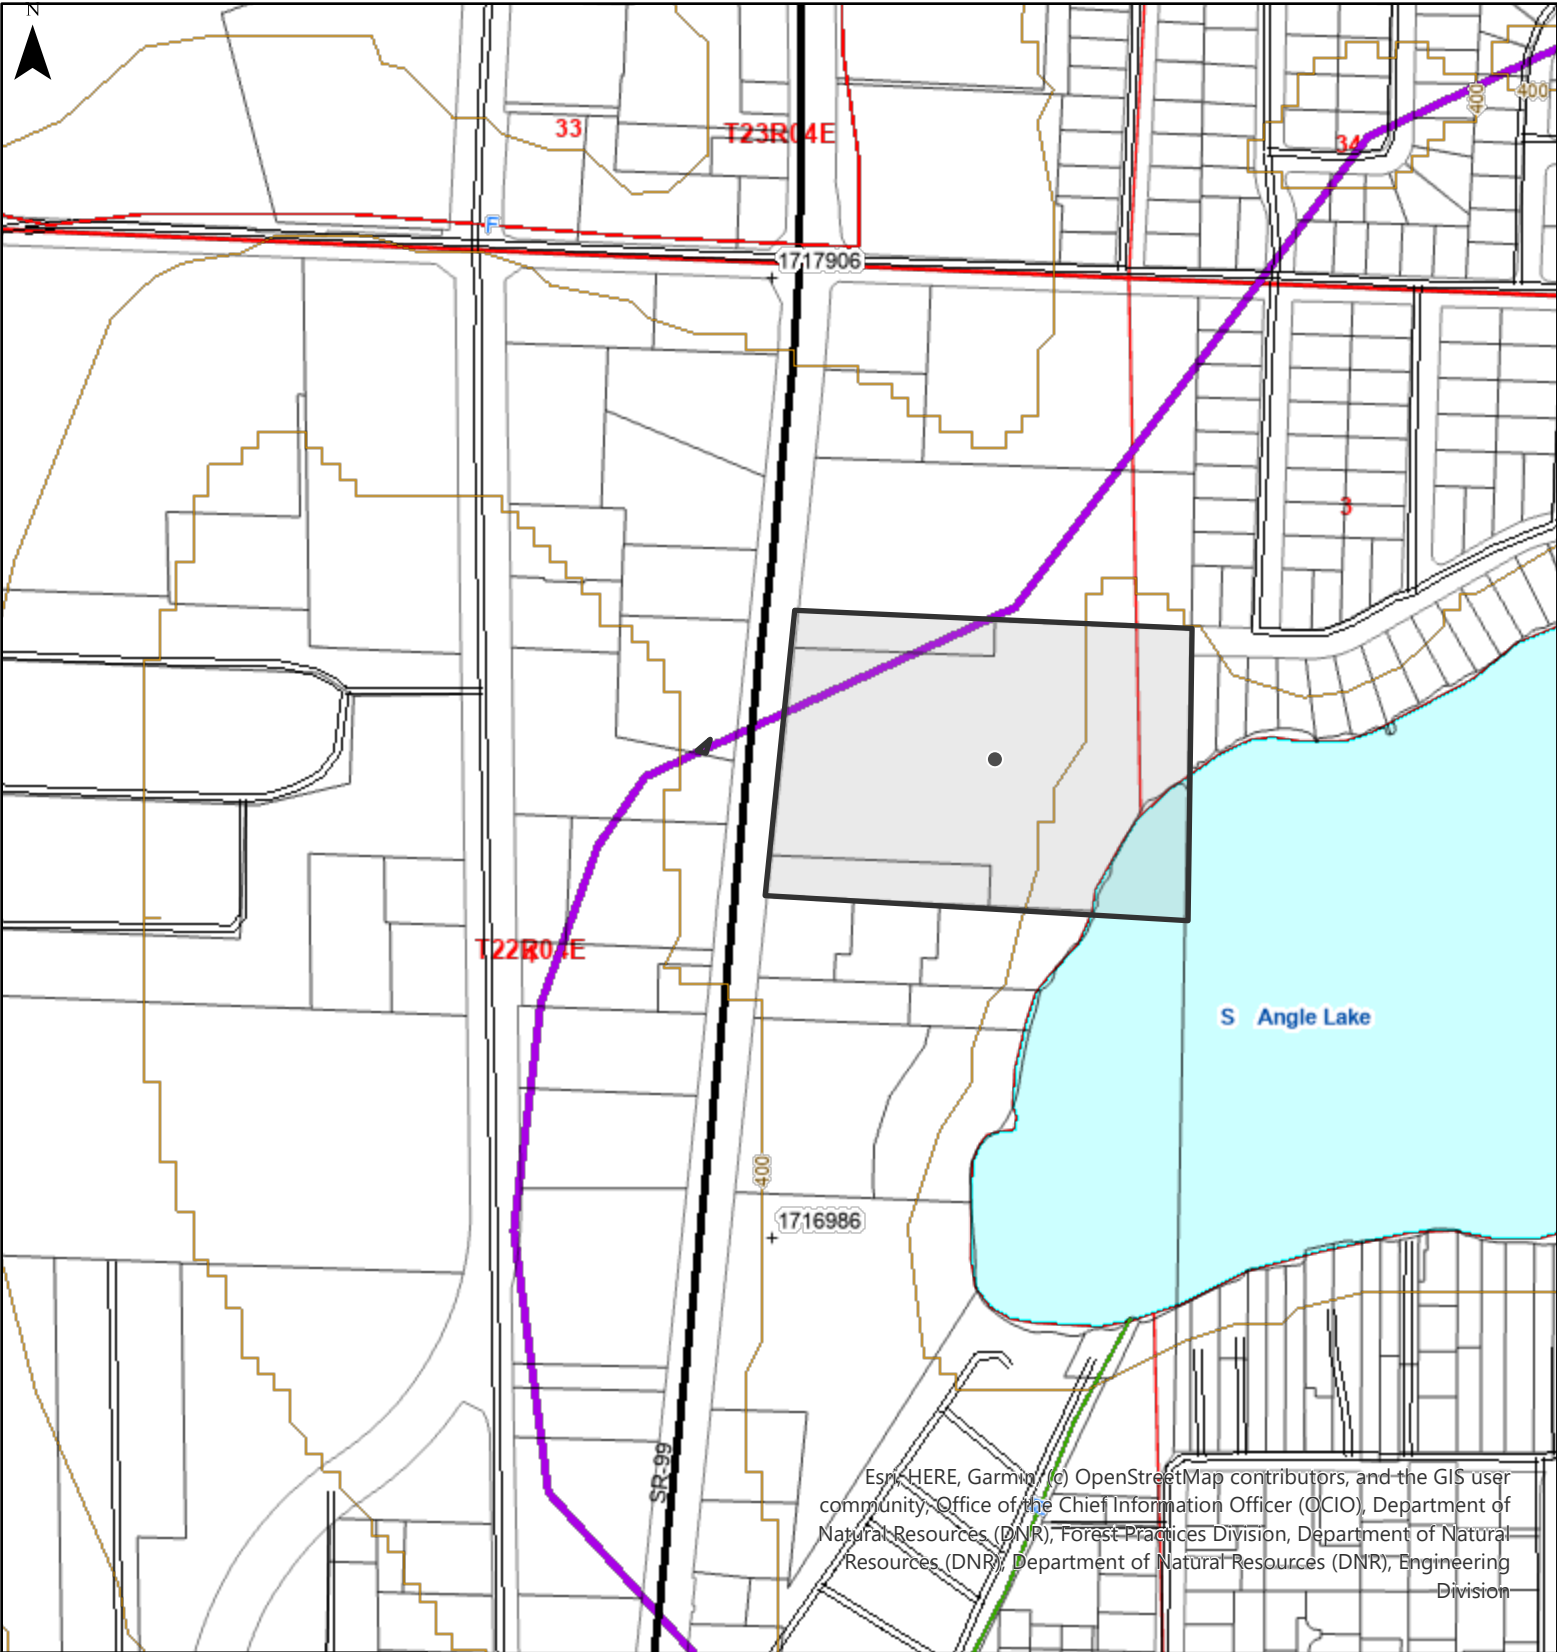 N
400
400
33
T23R04E
34
F
1717906
3
T22R04E
S Angle Lake
400
1716986
SR-99
Esri, HERE, Garmin, (c) OpenStreetMap contributors, and the GIS user
community, Office of the Chief Information Officer (OCIO), Department of
Natural Resources (DNR), Forest Practices Division, Department of Natural
Resources (DNR), Department of Natural Resources (DNR), Engineering
Division